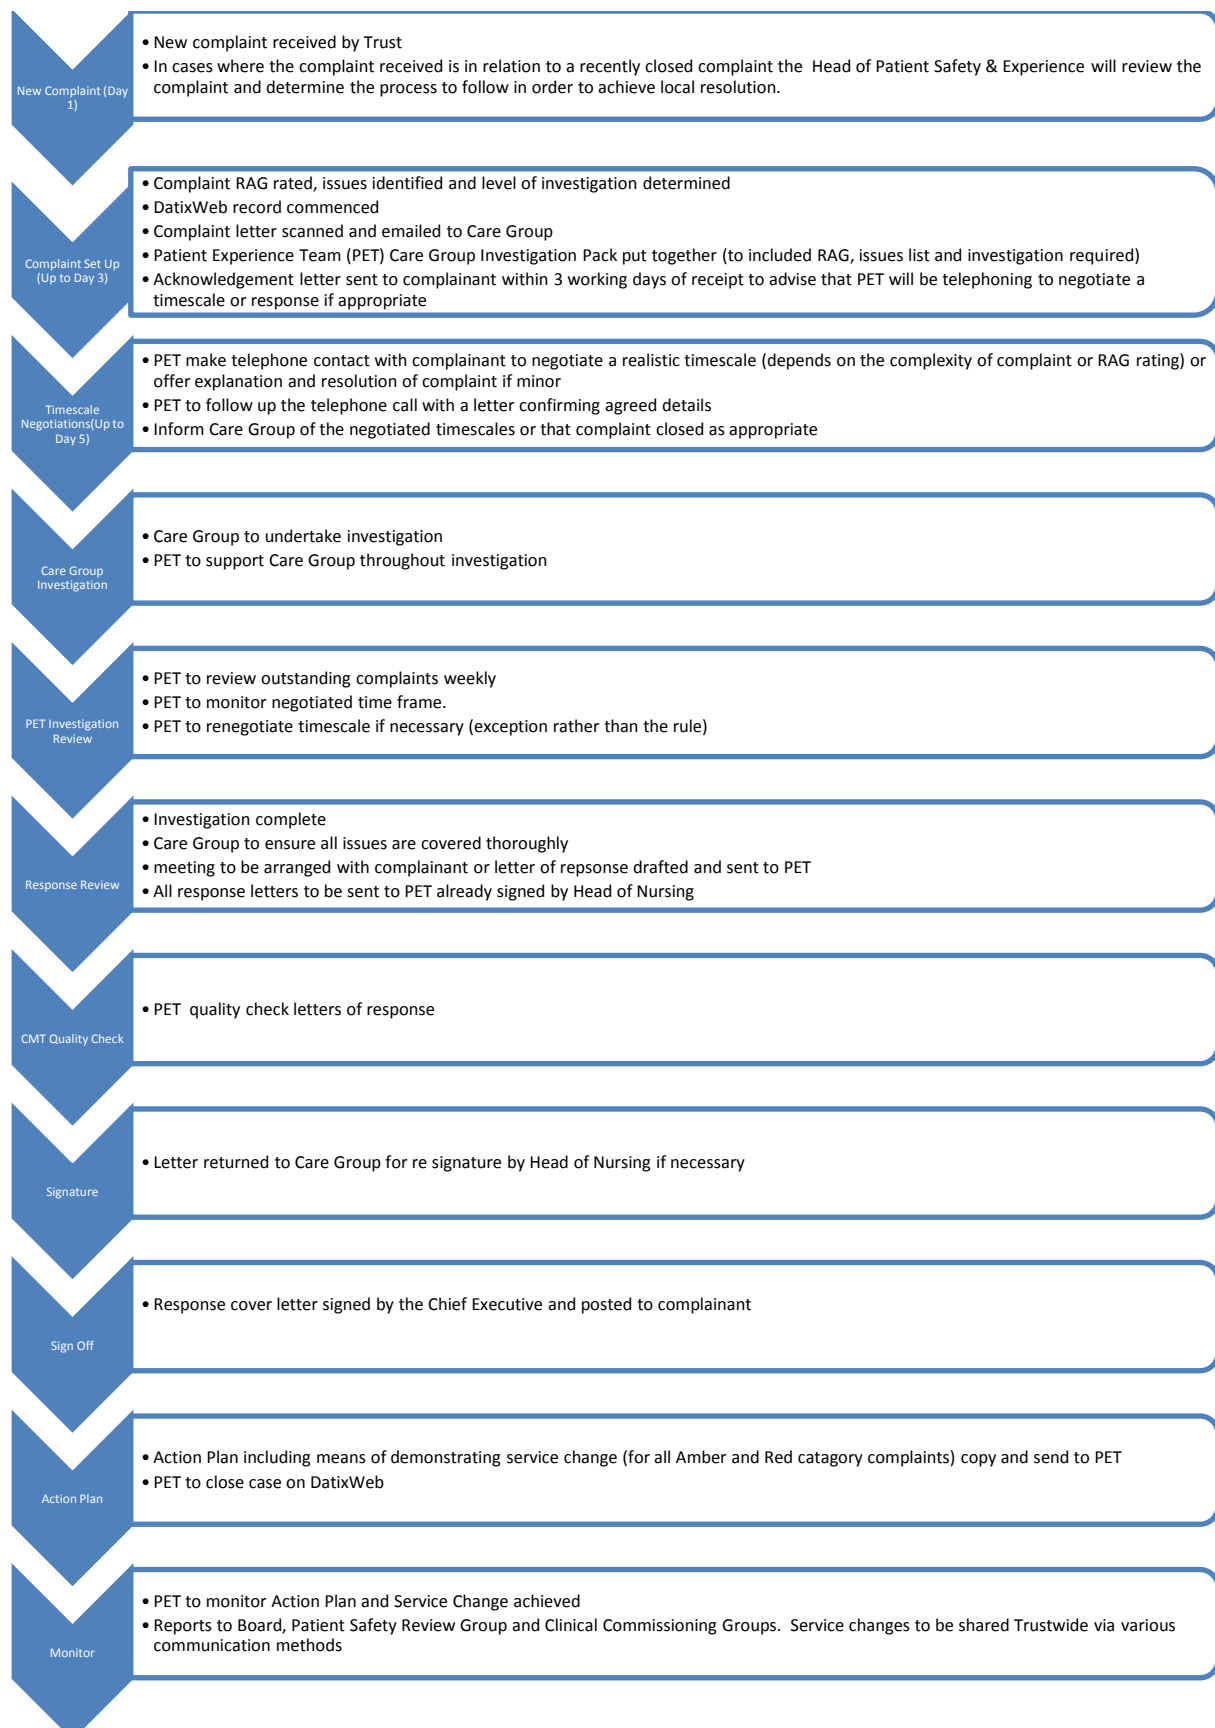 New Complaint (Day
1)
• New complaint received by Trust
• In cases where the complaint received is in relation to a recently closed complaint the Head of Patient Safety & Experience will review the
complaint and determine the process to follow in order to achieve local resolution.
Complaint Set Up
(Up to Day 3)
• Complaint RAG rated, issues identified and level of investigation determined
• DatixWeb record commenced
• Complaint letter scanned and emailed to Care Group
• Patient Experience Team (PET) Care Group Investigation Pack put together (to included RAG, issues list and investigation required)
• Acknowledgement letter sent to complainant within 3 working days of receipt to advise that PET will be telephoning to negotiate a
timescale or response if appropriate
Timescale
Negotiations(Up to
Day 5)
• PET make telephone contact with complainant to negotiate a realistic timescale (depends on the complexity of complaint or RAG rating) or
offer explanation and resolution of complaint if minor
• PET to follow up the telephone call with a letter confirming agreed details
• Inform Care Group of the negotiated timescales or that complaint closed as appropriate
Care Group
Investigation
• Care Group to undertake investigation
• PET to support Care Group throughout investigation
PET Investigation
Review
• PET to review outstanding complaints weekly
• PET to monitor negotiated time frame.
• PET to renegotiate timescale if necessary (exception rather than the rule)
Response Review
• Investigation complete
• Care Group to ensure all issues are covered thoroughly
• meeting to be arranged with complainant or letter of repsonse drafted and sent to PET
• All response letters to be sent to PET already signed by Head of Nursing
CMT Quality Check
• PET quality check letters of response
Signature
• Letter returned to Care Group for re signature by Head of Nursing if necessary
Sign Off
• Response cover letter signed by the Chief Executive and posted to complainant
Action Plan
• Action Plan including means of demonstrating service change (for all Amber and Red catagory complaints) copy and send to PET
• PET to close case on DatixWeb
Monitor
• PET to monitor Action Plan and Service Change achieved
• Reports to Board, Patient Safety Review Group and Clinical Commissioning Groups. Service changes to be shared Trustwide via various
communication methods